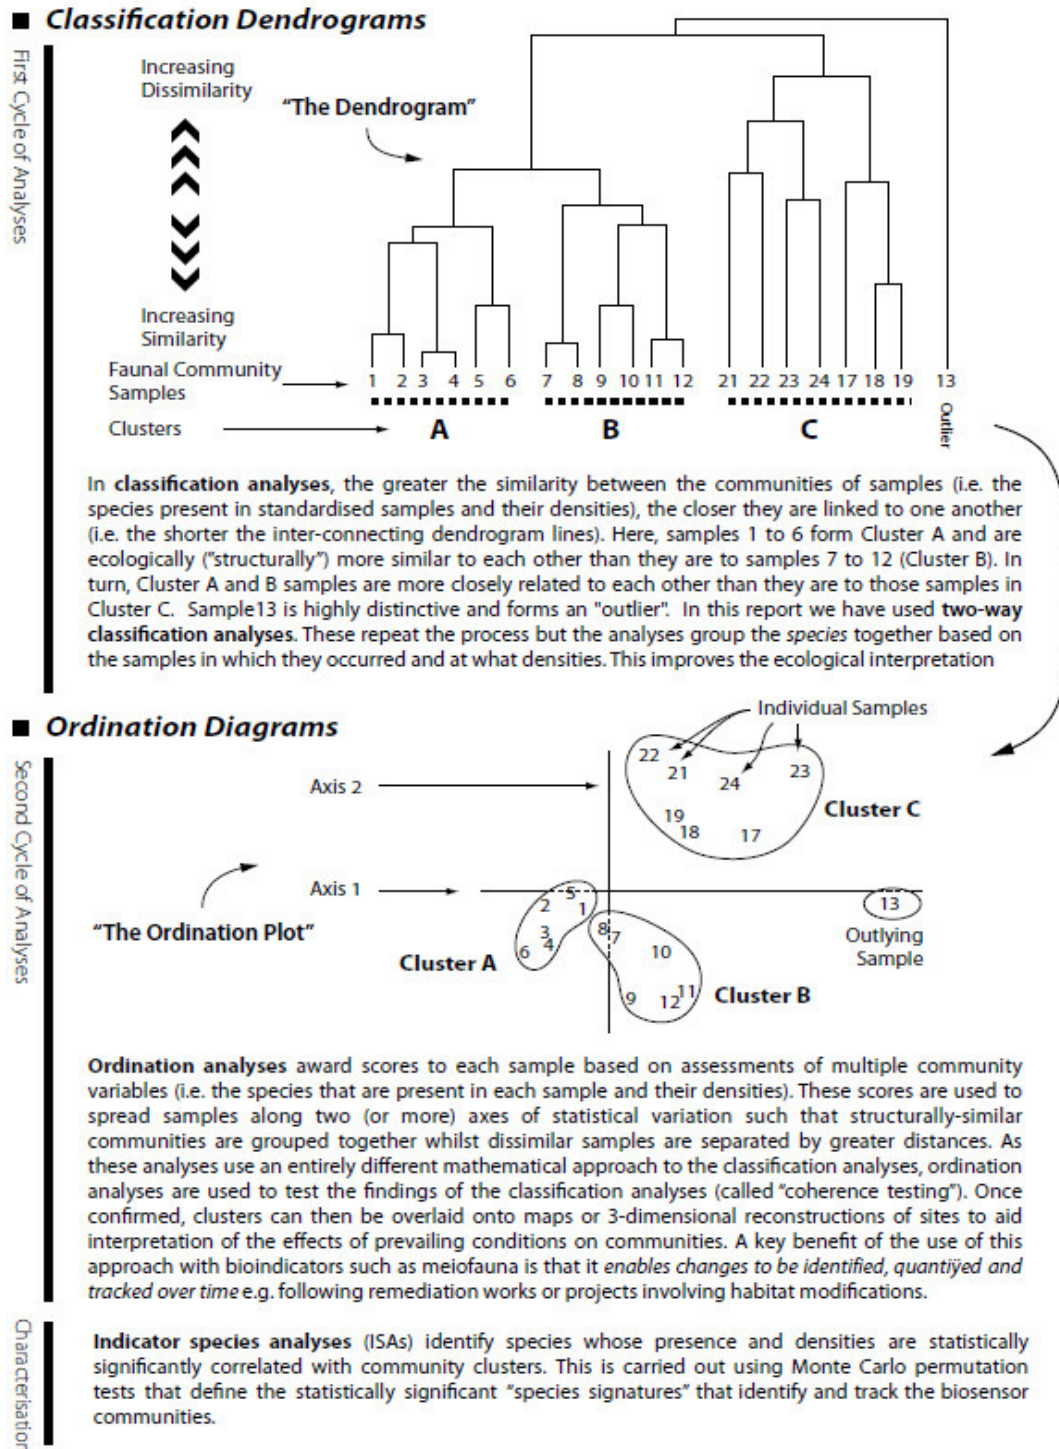 ■ Classification Dendrograms
First Cycle of Analyses
Increasing
Dissimilarity
"The Dendrogram"
Increasing
Similarity
Faunal Community
Samples
1 2 3 4 5 6 7 8 9 10 11 12 21 22 23 24 17 18 19 13
Clusters
A B C
Outlier
In classification analyses, the greater the similarity between the communities of samples (i.e. the
species present in standardised samples and their densities), the closer they are linked to one another
(i.e. the shorter the inter-connecting dendrogram lines). Here, samples 1 to 6 form Cluster A and are
ecologically ("structurally") more similar to each other than they are to samples 7 to 12 (Cluster B). In
turn, Cluster A and B samples are more closely related to each other than they are to those samples in
Cluster C. Sample13 is highly distinctive and forms an "outlier". In this report we have used two-way
classification analyses. These repeat the process but the analyses group the species together based on
the samples in which they occurred and at what densities. This improves the ecological interpretation
■ Ordination Diagrams
Second Cycle of Analyses
Individual Samples
22
21
24
23
Axis 2
19
18
17
Cluster C
Axis 1
5
2
1
13
"The Ordination Plot"
3
4
6
8
7
10
Outlying
Sample
Cluster A
9
12
11
Cluster B
Ordination analyses award scores to each sample based on assessments of multiple community
variables (i.e. the species that are present in each sample and their densities). These scores are used to
spread samples along two (or more) axes of statistical variation such that structurally-similar
communities are grouped together whilst dissimilar samples are separated by greater distances. As
these analyses use an entirely different mathematical approach to the classification analyses, ordination
analyses are used to test the findings of the classification analyses (called "coherence testing"). Once
confirmed, clusters can then be overlaid onto maps or 3-dimensional reconstructions of sites to aid
interpretation of the effects of prevailing conditions on communities. A key benefit of the use of this
approach with bioindicators such as meiofauna is that it enables changes to be identified, quantiÿed and
tracked over time e.g. following remediation works or projects involving habitat modifications.
Characterisation
Indicator species analyses (ISAs) identify species whose presence and densities are statistically
significantly correlated with community clusters. This is carried out using Monte Carlo permutation
tests that define the statistically significant "species signatures" that identify and track the biosensor
communities.